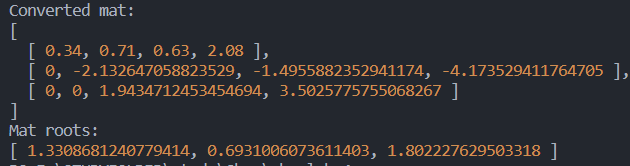 Converted mat:
[
  [ 0.34, 0.71, 0.63, 2.08 ],
  [ 0, -2.132647058823529, -1.4955882352941174, -4.173529411764705 ],
  [ 0, 0, 1.9434712453454694, 3.5025775755068267 ]
]
Mat roots:
[ 1.3308681240779414, 0.6931006073611403, 1.802227629503318 ]